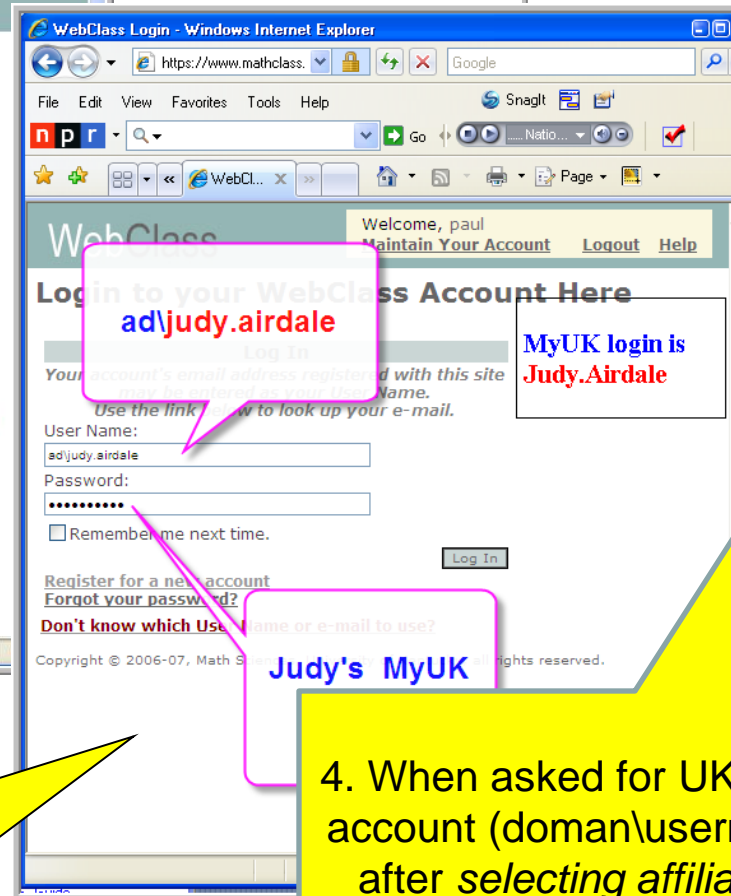 WebClass Login - Windows Internet Explorer
https://www.mathclass.
Google
File Edit View Favorites Tools Help
SnagIt
npr
Go
..... Natio...
WebCl...
Page
WebClass
Welcome, paul
Maintain Your Account Logout Help
Login to your WebClass Account Here
ad\judy.airdale
MyUK login is
Judy.Airdale
Log In
Your account's email address registered with this site
may be entered as your User Name.
Use the link below to look up your e-mail.
User Name:
ad\judy.airdale
Password:
••••••••••
Remember me next time.
Log In
Register for a new account
Forgot your password?
Don't know which User Name or e-mail to use?
Copyright © 2006-07, Math
rights reserved.
Judy's MyUK
4. When asked for UK
account (doman\user
after selecting